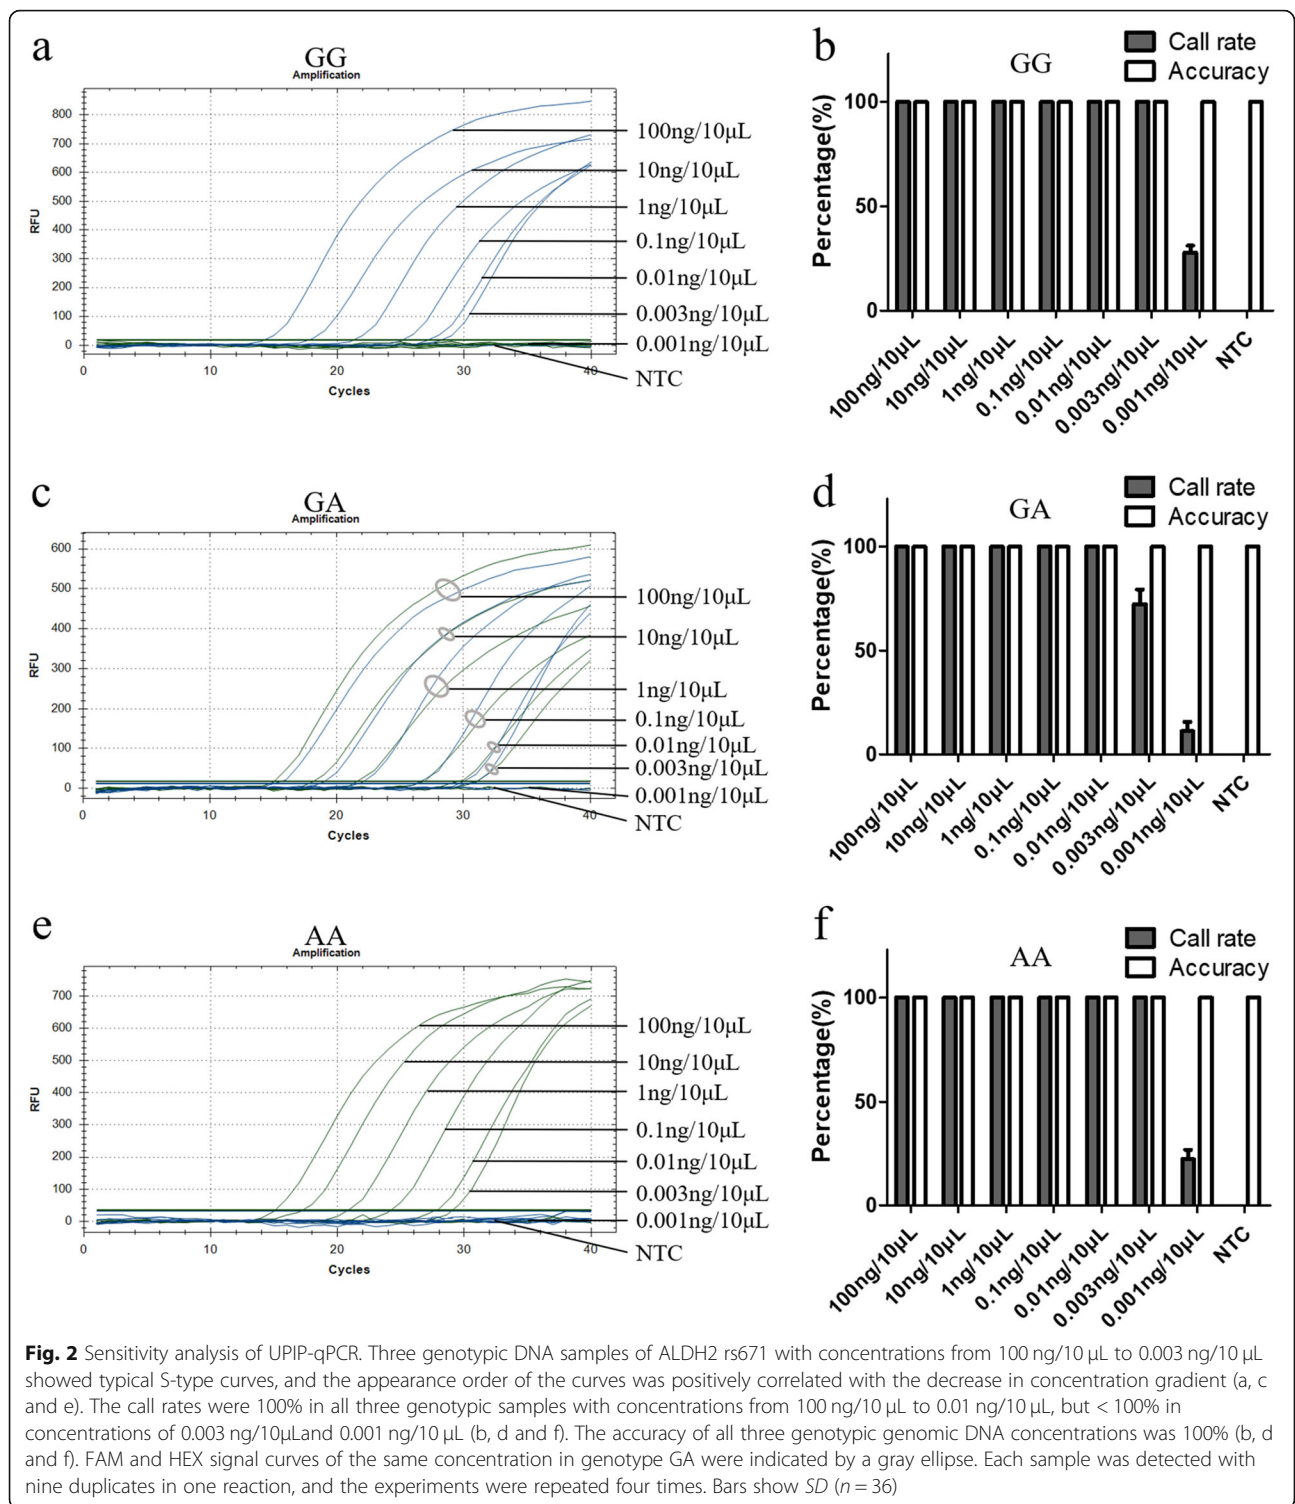 a
GG
Amplification
RFU
800
700
600
500
400
300
200
100
0
0
10
20
30
40
Cycles
100ng/10μL
10ng/10μL
1ng/10μL
0.1ng/10μL
0.01ng/10μL
0.003ng/10μL
0.001ng/10μL
NTC
b
GG
Call rate
Accuracy
Percentage(%)
100
50
0
100ng/10μL
10ng/10μL
1ng/10μL
0.1ng/10μL
0.01ng/10μL
0.003ng/10μL
0.001ng/10μL
NTC
c
GA
Amplification
RFU
600
500
400
300
200
100
0
0
10
20
30
40
Cycles
100ng/10μL
10ng/10μL
1ng/10μL
0.1ng/10μL
0.01ng/10μL
0.003ng/10μL
0.001ng/10μL
NTC
d
GA
Call rate
Accuracy
Percentage(%)
100
50
0
100ng/10μL
10ng/10μL
1ng/10μL
0.1ng/10μL
0.01ng/10μL
0.003ng/10μL
0.001ng/10μL
NTC
e
AA
Amplification
RFU
700
600
500
400
300
200
100
0
0
10
20
30
40
Cycles
100ng/10μL
10ng/10μL
1ng/10μL
0.1ng/10μL
0.01ng/10μL
0.003ng/10μL
0.001ng/10μL
NTC
f
AA
Call rate
Accuracy
Percentage(%)
100
50
0
100ng/10μL
10ng/10μL
1ng/10μL
0.1ng/10μL
0.01ng/10μL
0.003ng/10μL
0.001ng/10μL
NTC
Fig. 2 Sensitivity analysis of UPIP-qPCR. Three genotypic DNA samples of ALDH2 rs671 with concentrations from 100 ng/10 μL to 0.003 ng/10 μL
showed typical S-type curves, and the appearance order of the curves was positively correlated with the decrease in concentration gradient (a, c
and e). The call rates were 100% in all three genotypic samples with concentrations from 100 ng/10 μL to 0.01 ng/10 μL, but < 100% in
concentrations of 0.003 ng/10μLand 0.001 ng/10 μL (b, d and f). The accuracy of all three genotypic genomic DNA concentrations was 100% (b, d
and f). FAM and HEX signal curves of the same concentration in genotype GA were indicated by a gray ellipse. Each sample was detected with
nine duplicates in one reaction, and the experiments were repeated four times. Bars show SD (n = 36)